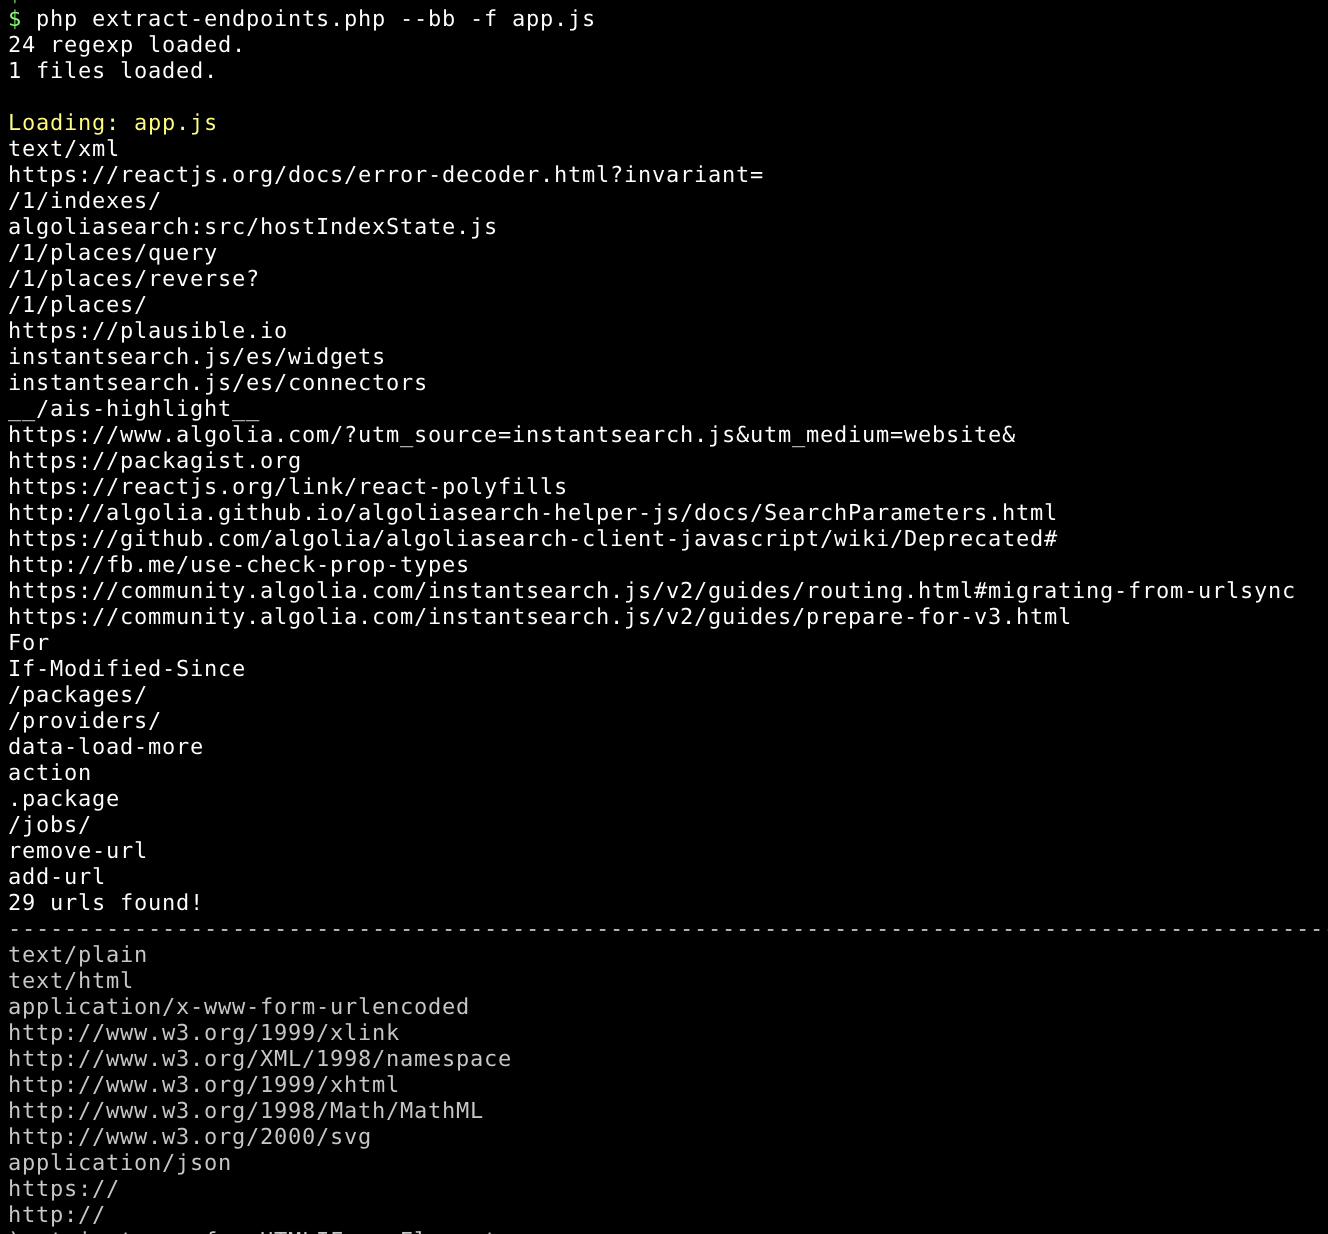 $ php extract-endpoints.php --bb -f app.js
24 regexp loaded.
1 files loaded.
Loading: app.js
text/xml
https://reactjs.org/docs/error-decoder.html?invariant=
/1/indexes/
algoliasearch:src/hostIndexState.js
/1/places/query
/1/places/reverse?
/1/places/
https://plausible.io
instantsearch.js/es/widgets
instantsearch.js/es/connectors
__/ais-highlight__
https://www.algolia.com/?utm_source=instantsearch.js&utm_medium=website&
https://packagist.org
https://reactjs.org/link/react-polyfills
http://algolia.github.io/algoliasearch-helper-js/docs/SearchParameters.html
https://github.com/algolia/algoliasearch-client-javascript/wiki/Deprecated#
http://fb.me/use-check-prop-types
https://community.algolia.com/instantsearch.js/v2/guides/routing.html#migrating-from-urlsync
https://community.algolia.com/instantsearch.js/v2/guides/prepare-for-v3.html
For
If-Modified-Since
/packages/
/providers/
data-load-more
action
.package
/jobs/
remove-url
add-url
29 urls found!
----------------------------------------------------------------------------------------------
text/plain
text/html
application/x-www-form-urlencoded
http://www.w3.org/1999/xlink
http://www.w3.org/XML/1998/namespace
http://www.w3.org/1999/xhtml
http://www.w3.org/1998/Math/MathML
http://www.w3.org/2000/svg
application/json
https://
http://